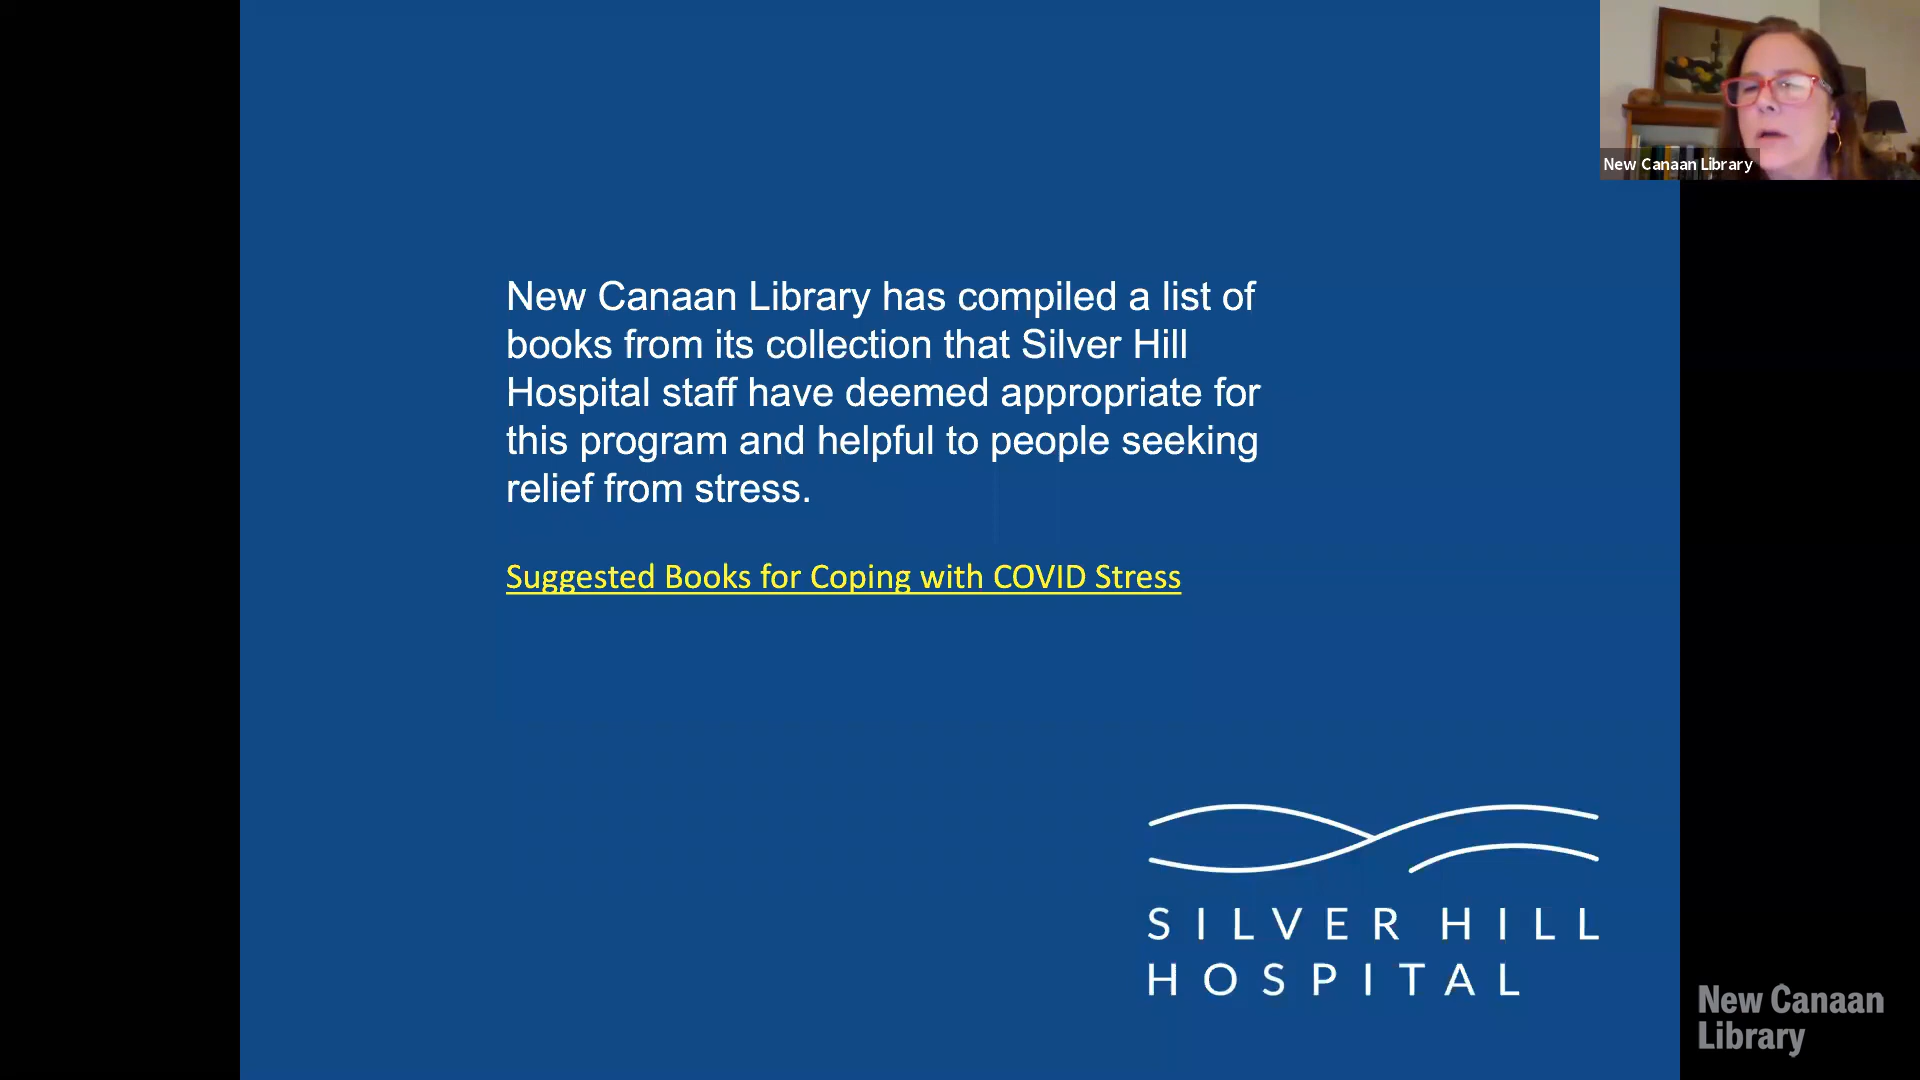 New Canaan Library
New Canaan Library has compiled a list of
books from its collection that Silver Hill
Hospital staff have deemed appropriate for
this program and helpful to people seeking
relief from stress.
Suggested Books for Coping with COVID Stress
SILVER HILL
HOSPITAL
New Canaan
Library